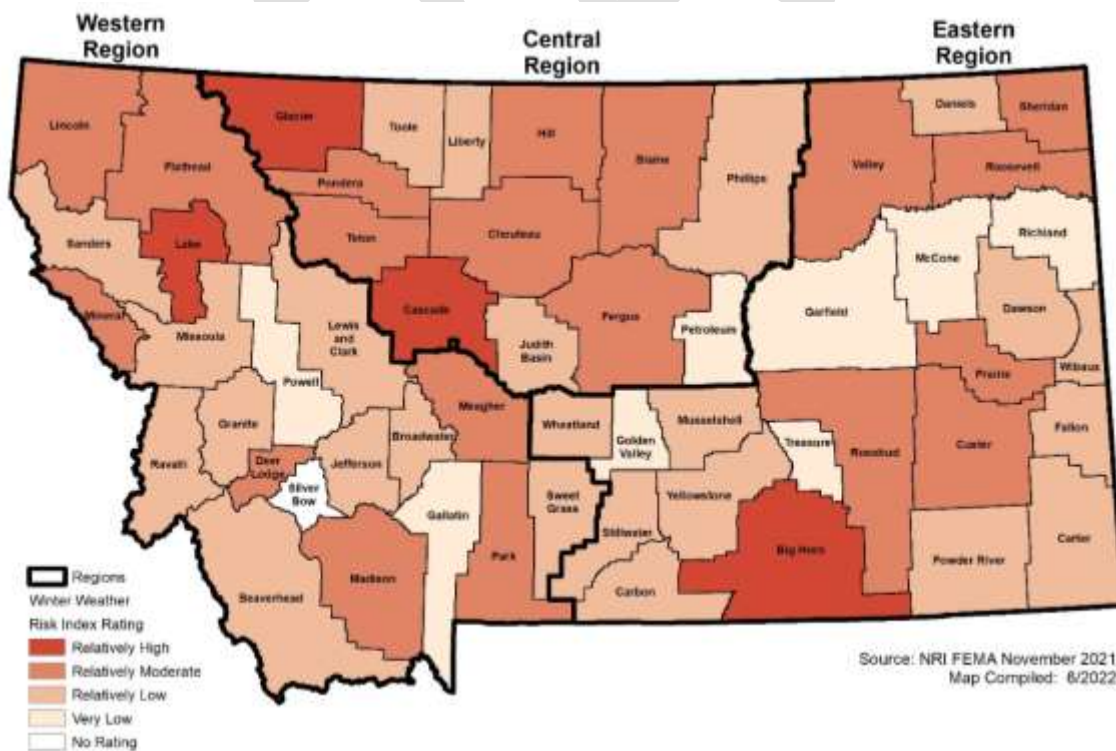 Western
Region
Central
Region
Eastern
Region
Lincoln
Flathead
Glacier
Toole
Liberty
Hill
Blaine
Phillips
Valley
Daniels
Sheridan
Roosevelt
Pondera
Teton
Chouteau
Sanders
Lake
Richland
McCone
Garfield
Dawson
Mineral
Missoula
Lewis
and
Clark
Cascade
Judith
Basin
Fergus
Petroleum
Powell
Prairie
Wibaux
Granite
Meagher
Broadwater
Wheatland
Golden
Valley
Musselshell
Treasure
Rosebud
Custer
Fallon
Ravalli
Deer
Lodge
Jefferson
Silver
Bow
Gallatin
Sweet
Grass
Stillwater
Yellowstone
Big Horn
Powder River
Carter
Park
Madison
Beaverhead
Carbon
Regions
Winter Weather
Risk Index Rating
Relatively High
Relatively Moderate
Relatively Low
Very Low
No Rating
Source: NRI FEMA November 2021
Map Compiled: 6/2022